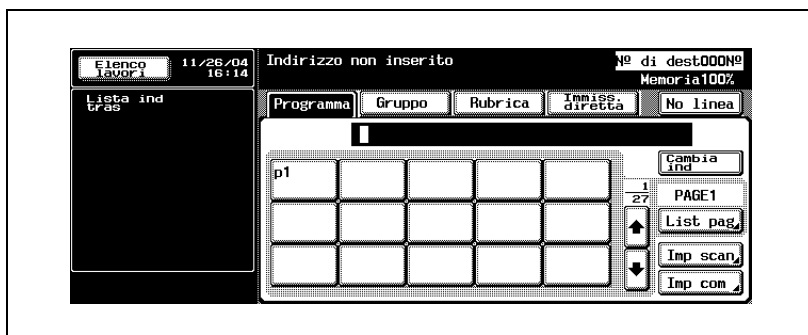 Elenco lavori
11/26/04
16:14
Indirizzo non inserito
Nº di dest000Nº
Memoria100%
Lista ind
tras
Programma
Gruppo
Rubrica
Immiss. diretta
No linea
Cambia ind
p1
1
27
PAGE1
List pag
Imp scan
Imp com